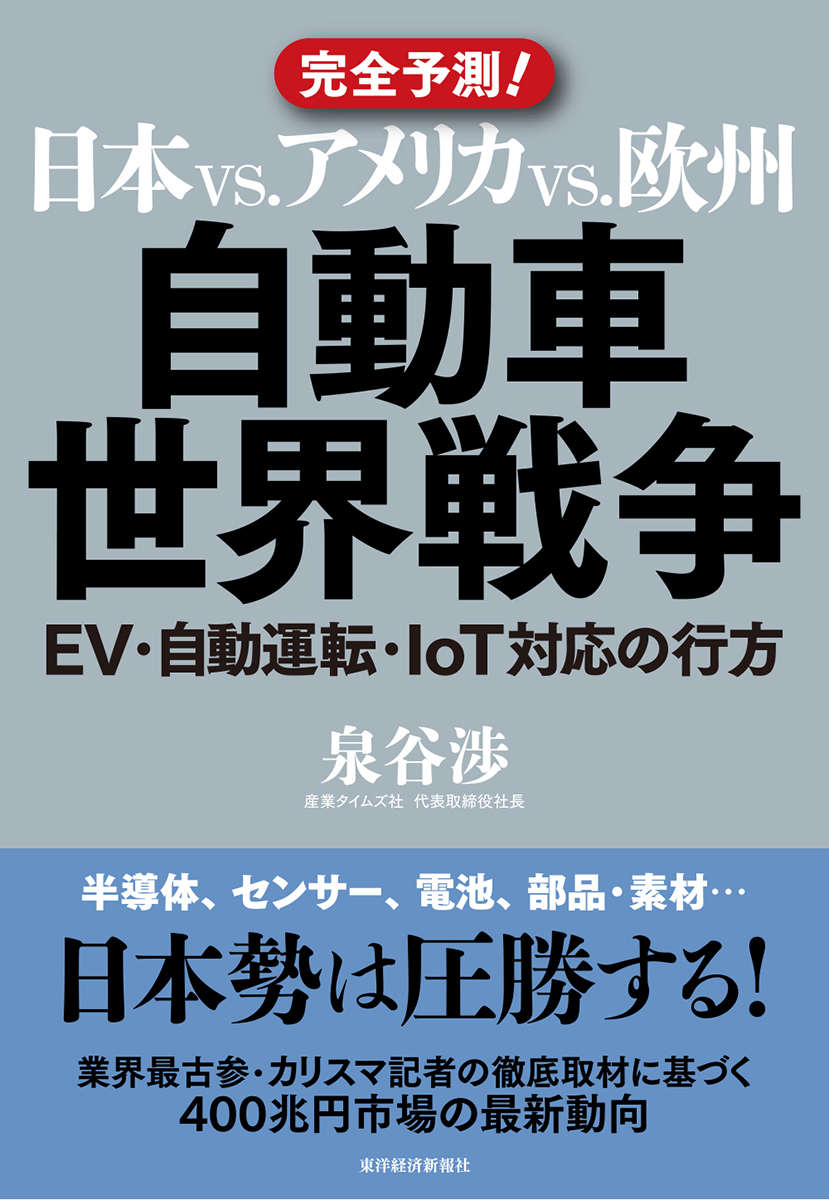 完全予測！
日本vs.アメリカvs.欧州
自動車
世界戦争
EV・自動運転・IoT対応の行方
泉谷渉
産業タイムズ社 代表取締役社長
半導体、センサー、電池、部品・素材…
日本勢は圧勝する！
業界最古参・カリスマ記者の徹底取材に基づく
400兆円市場の最新動向
東洋経済新報社